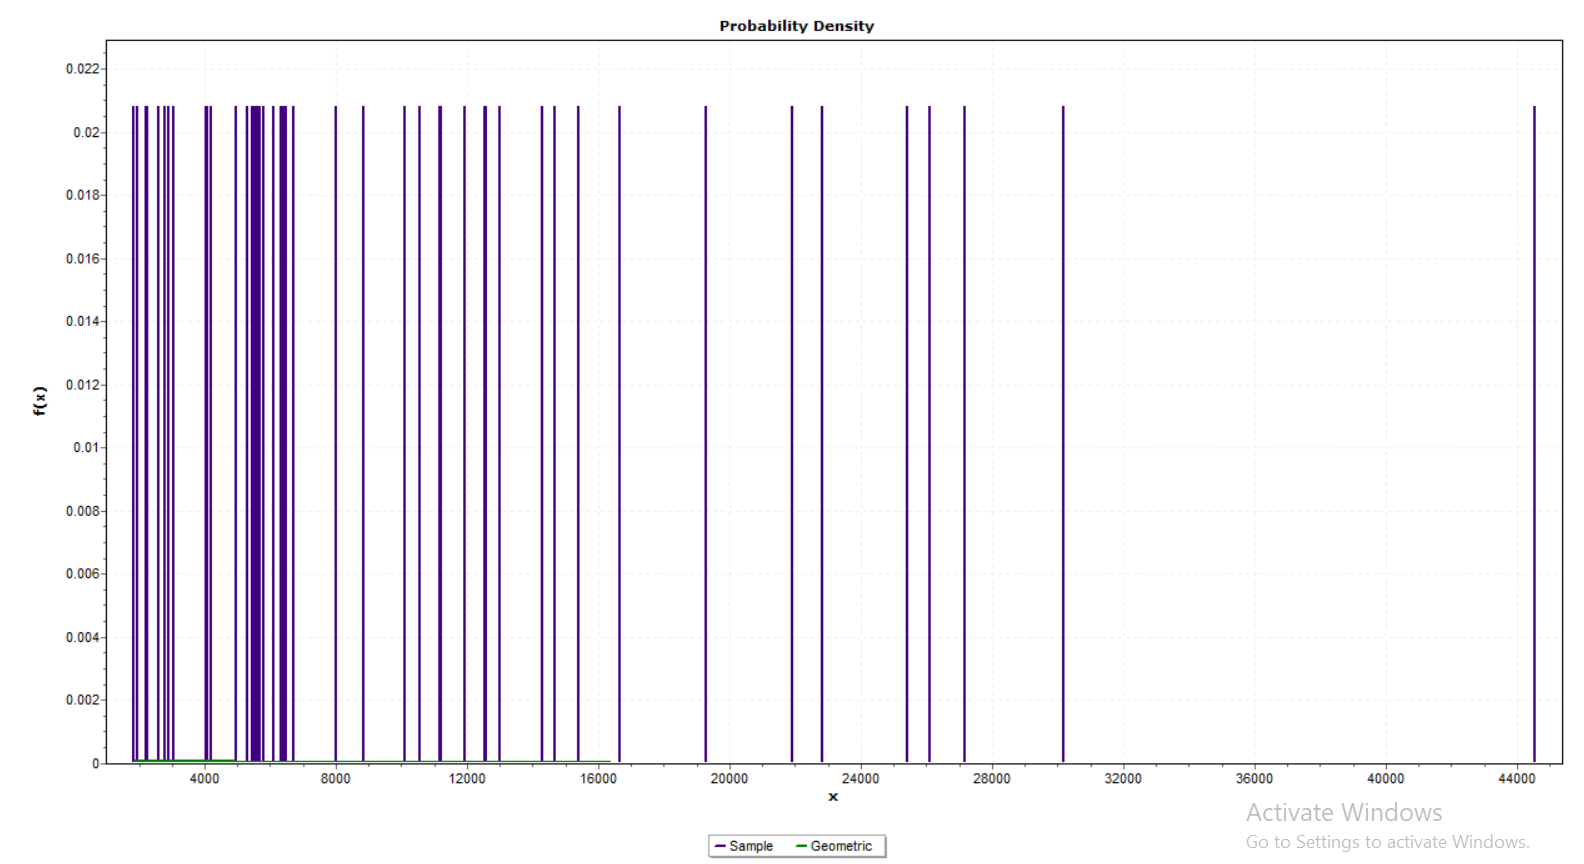 Probability Density
0.022
0.02
0.018
0.016
0.014
0.012
0.01
0.008
0.006
0.004
0.002
0
f(x)
4000 8000 12000 16000 20000 24000 28000 32000 36000 40000 44000
x
Sample Geometric
Activate Windows
Go to Settings to activate Windows.